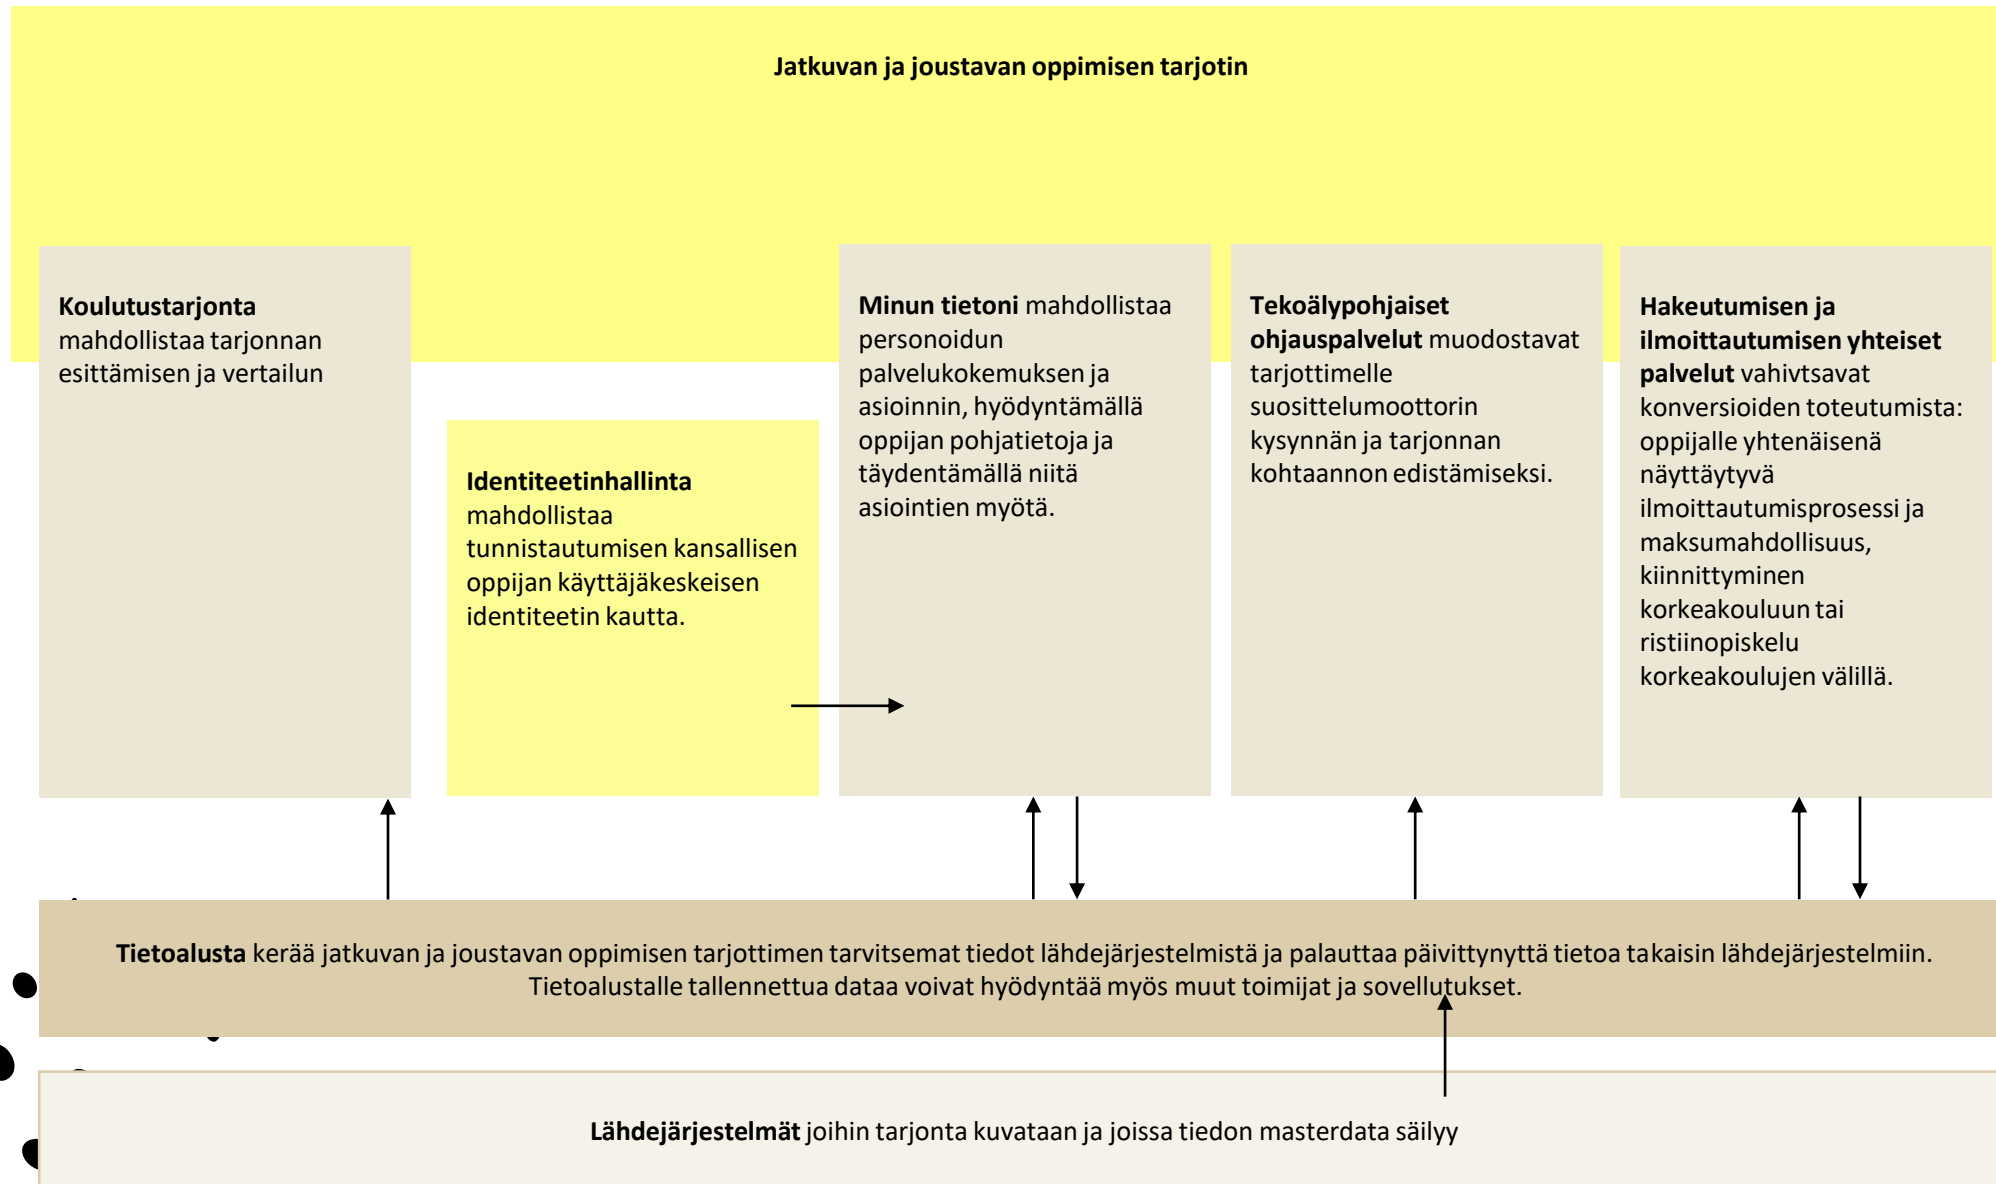 Jatkuvan ja joustavan oppimisen tarjotin
Koulutustarjonta
mahdollistaa tarjonnan
esittämisen ja vertailun
Identiteetinhallinta
mahdollistaa
tunnistautumisen kansallisen
oppijan käyttäjäkeskeisen
identiteetin kautta.
Minun tietoni mahdollistaa
personoidun
palvelukokemuksen ja
asioinnin, hyödyntämällä
oppijan pohjatietoja ja
täydentämällä niitä
asiointien myötä.
Tekoälypohjaiset
ohjauspalvelut muodostavat
tarjottimelle
suosittelumoottorin
kysynnän ja tarjonnan
kohtaannon edistämiseksi.
Hakeutumisen ja
ilmoittautumisen yhteiset
palvelut vahivtsavat
konversioiden toteutumista:
oppijalle yhtenäisenä
näyttäytyvä
ilmoittautumisprosessi ja
maksumahdollisuus,
kiinnittyminen
korkeakouluun tai
ristiinopiskelu
korkeakoulujen välillä.
Tietoalusta kerää jatkuvan ja joustavan oppimisen tarjottimen tarvitsemat tiedot lähdejärjestelmistä ja palauttaa päivittynyttä tietoa takaisin lähdejärjestelmiin.
Tietoalustalle tallennettua dataa voivat hyödyntää myös muut toimijat ja sovellutukset.
Lähdejärjestelmät joihin tarjonta kuvataan ja joissa tiedon masterdata säilyy